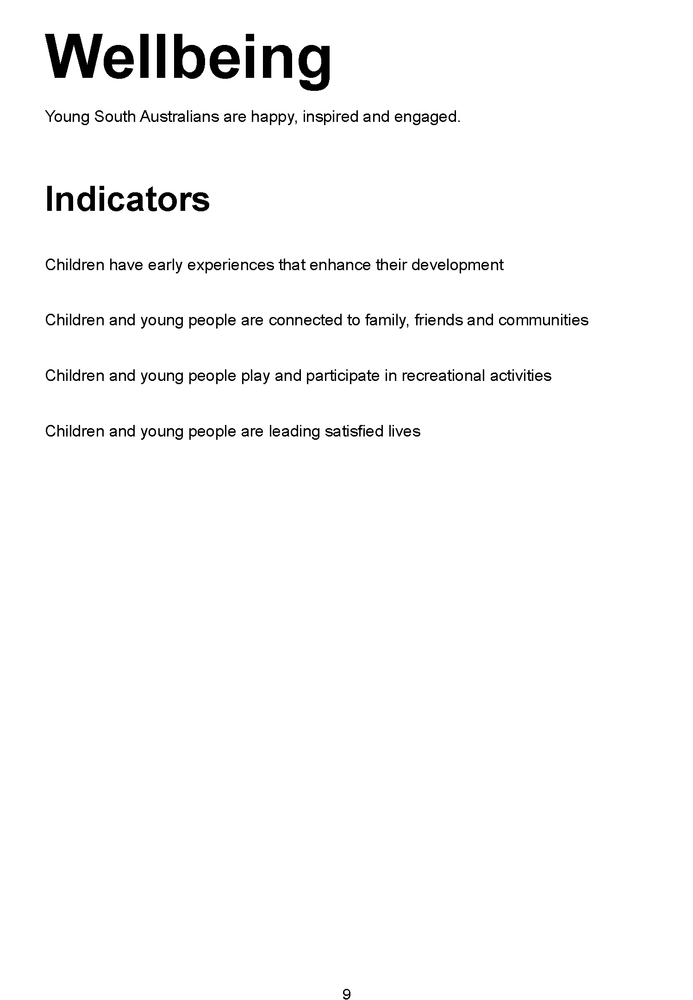 Wellbeing
Young South Australians are happy, inspired and engaged.
Indicators
Children have early experiences that enhance their development
Children and young people are connected to family, friends and communities
Children and young people play and participate in recreational activities
Children and young people are leading satisfied lives
9